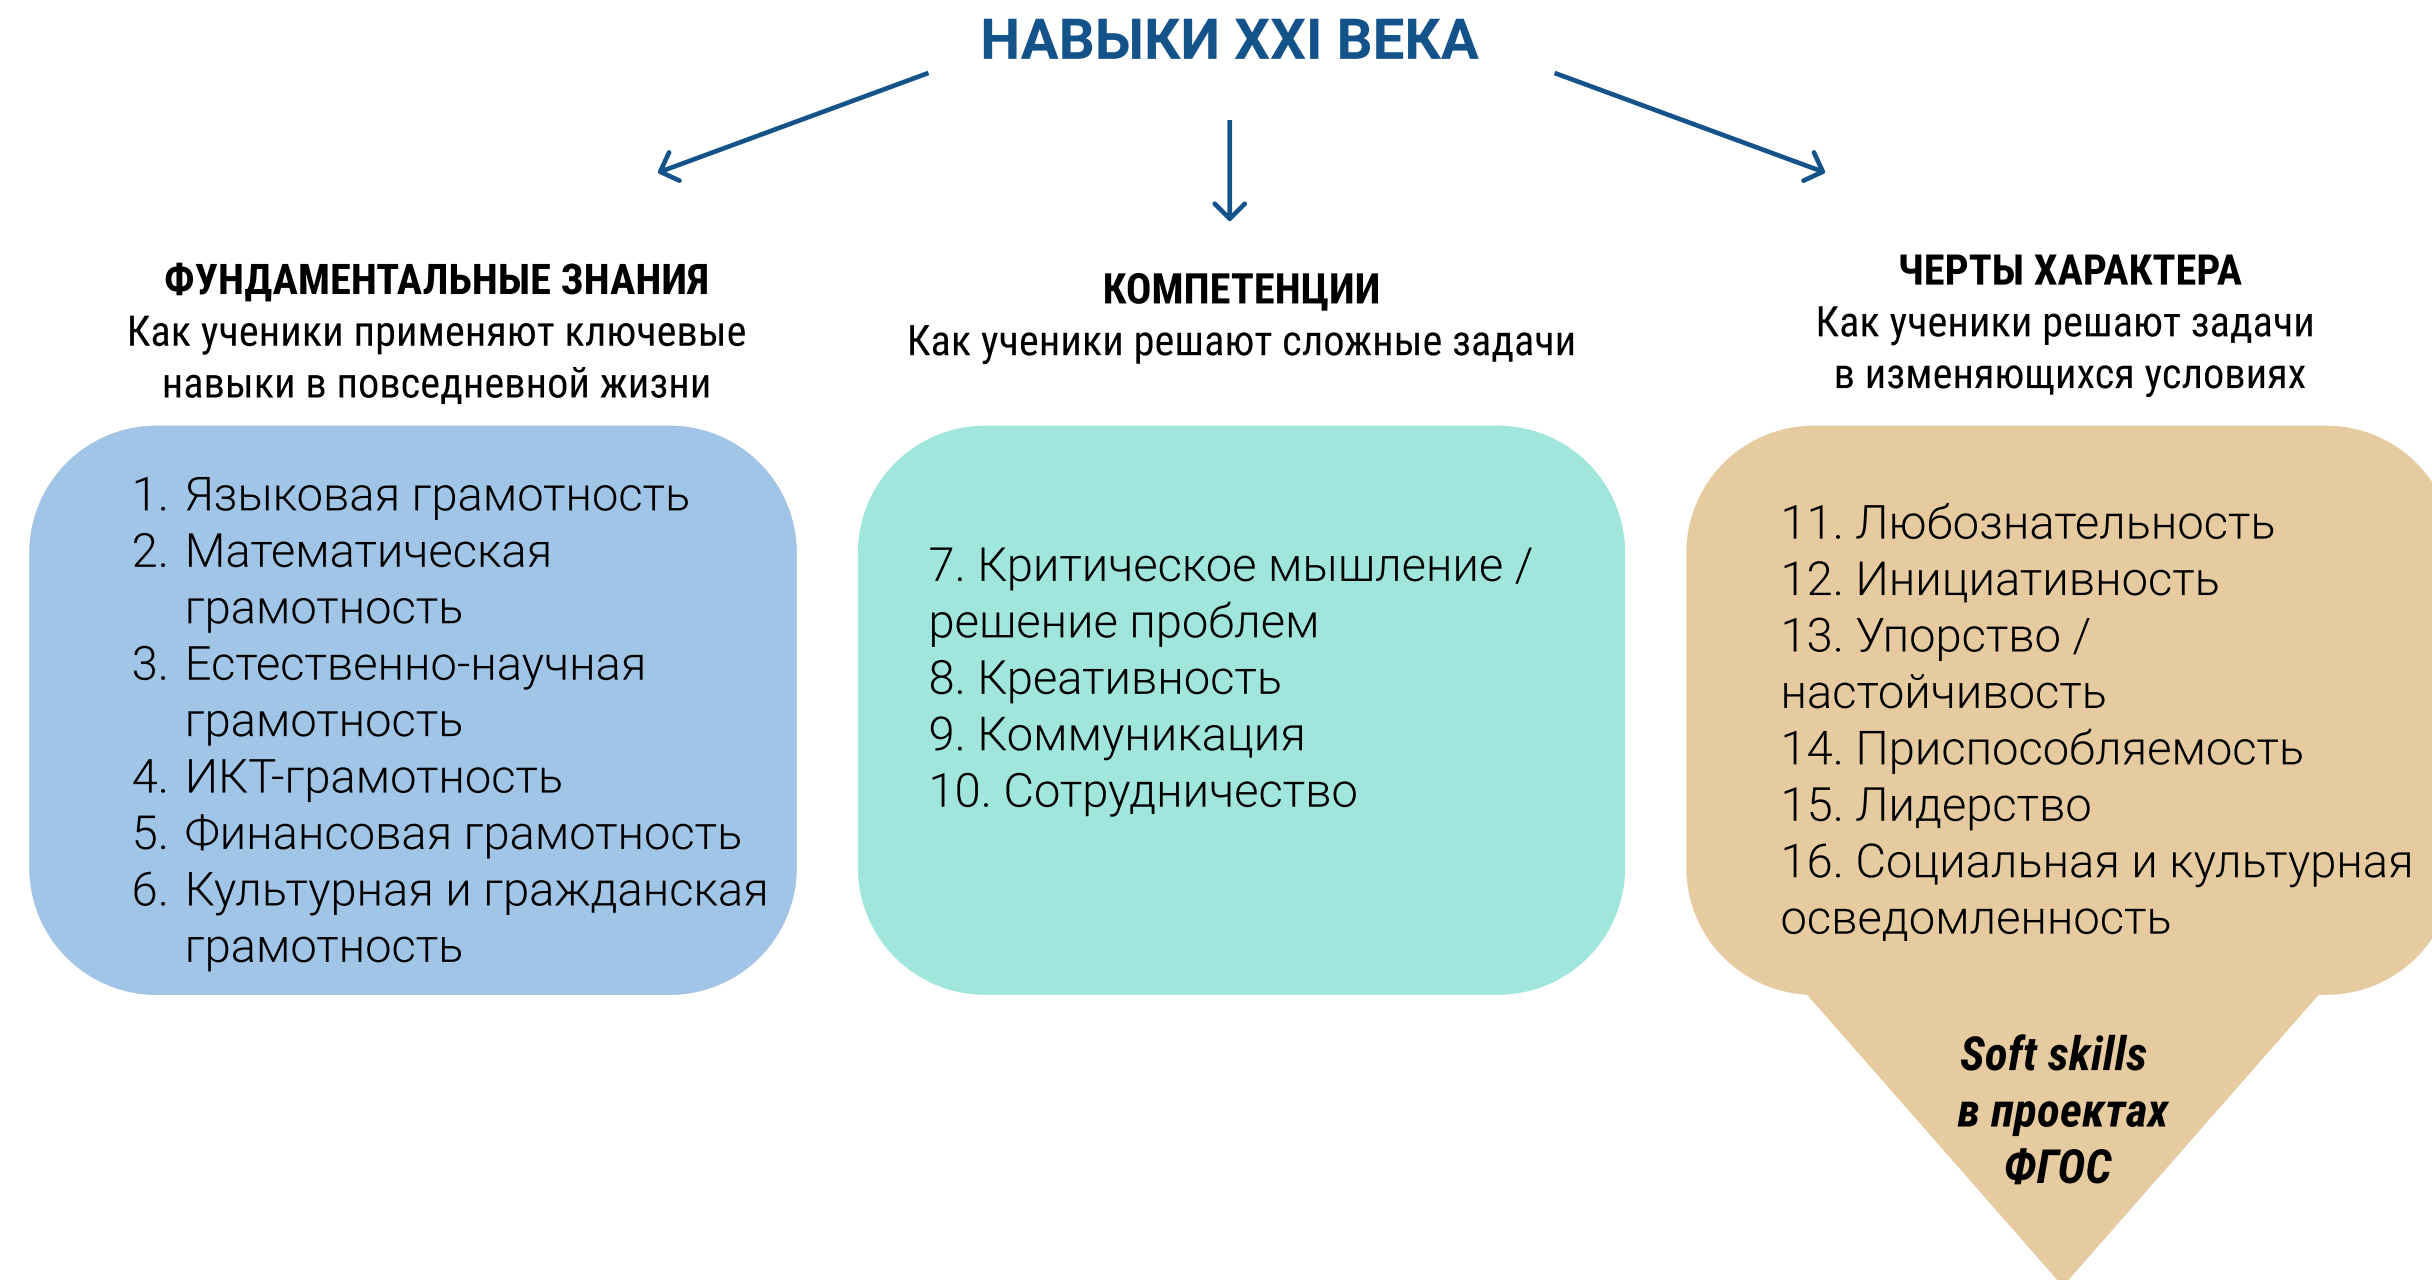 НАВЫКИ XXI ВЕКА
ФУНДАМЕНТАЛЬНЫЕ ЗНАНИЯ
Как ученики применяют ключевые
навыки в повседневной жизни
1. Языковая грамотность
2. Математическая
грамотность
3. Естественно-научная
грамотность
4. ИКТ-грамотность
5. Финансовая грамотность
6. Культурная и гражданская
грамотность
КОМПЕТЕНЦИИ
Как ученики решают сложные задачи
7. Критическое мышление /
решение проблем
8. Креативность
9. Коммуникация
10. Сотрудничество
ЧЕРТЫ ХАРАКТЕРА
Как ученики решают задачи
в изменяющихся условиях
11. Любознательность
12. Инициативность
13. Упорство /
настойчивость
14. Приспособляемость
15. Лидерство
16. Социальная и культурная
осведомленность
Soft skills
в проектах
ФГОС